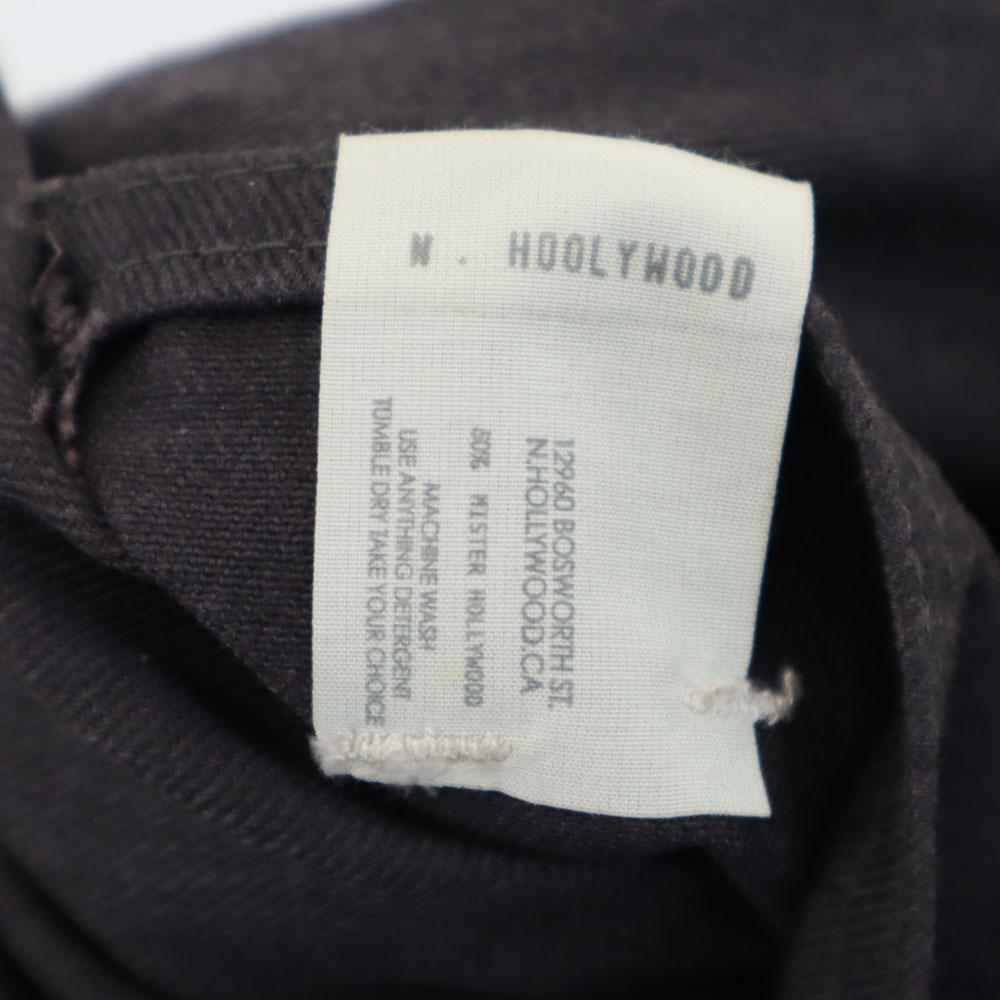 N. HOOLYWOOD
12960 BOSWORTH ST.
N.HOLLYWOOD.CA
80% MISTER HOLLYWOOD
MACHINE WASH
USE ANYTHING DETERGENT
TUMBLE DRY TAKE YOUR CHOICE